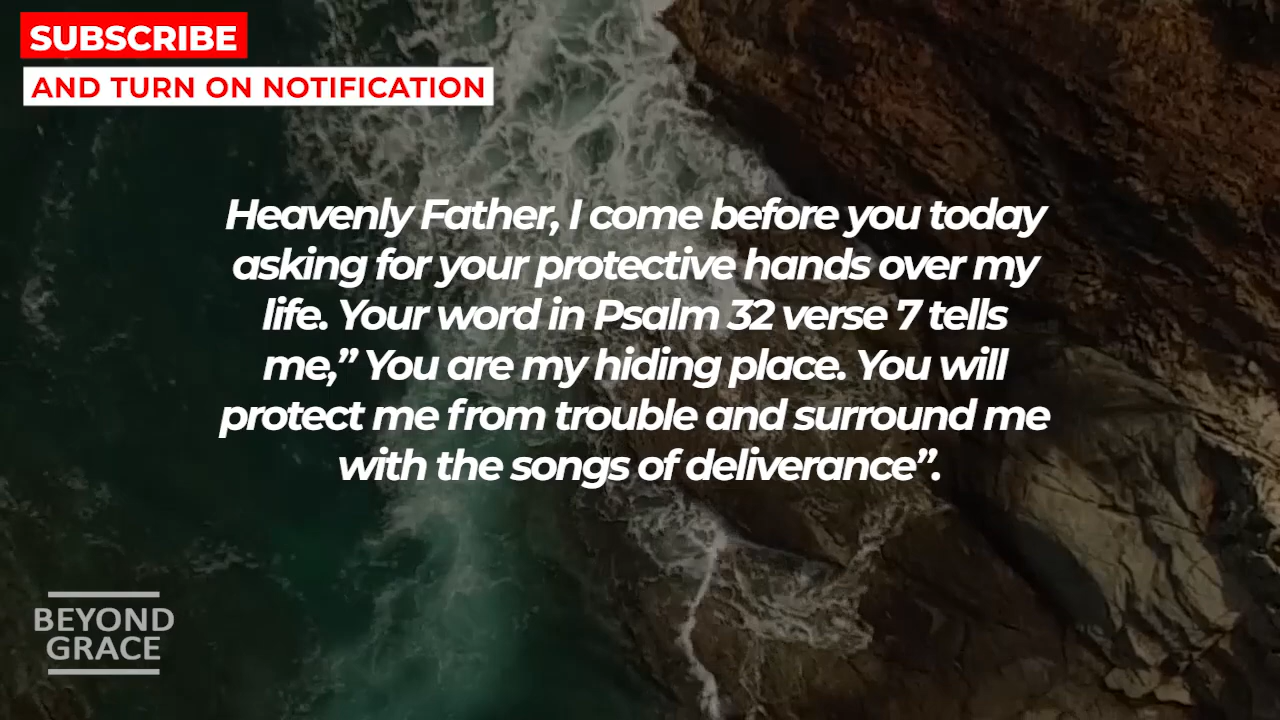 SUBSCRIBE
AND TURN ON NOTIFICATION
Heavenly Father, I come before you today
asking for your protective hands over my
life. Your word in Psalm 32 verse 7 tells
me,” You are my hiding place. You will
protect me from trouble and surround me
with the songs of deliverance”.
BEYOND
GRACE